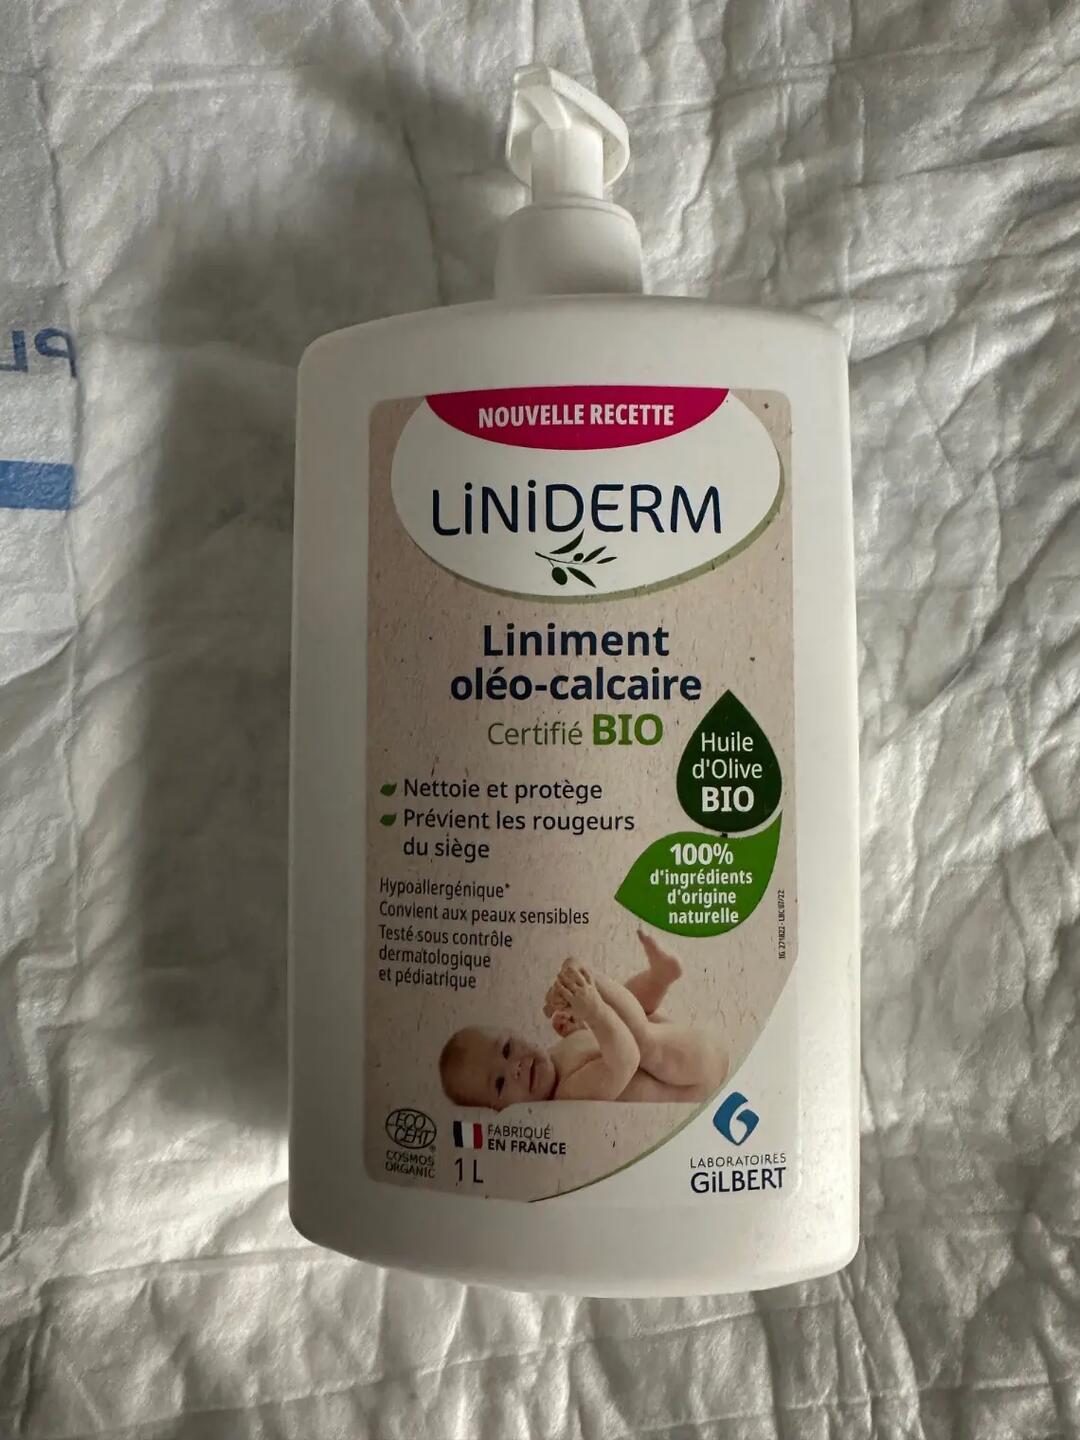 NOUVELLE RECETTE
LiNiDERM
Liniment
oléo-calcaire
Certifié BIO
Huile
d'Olive
BIO
Nettoie et protège
Prévient les rougeurs
du siège
100%
d'ingrédients
d'origine
naturelle
Hypoallergénique*
Convient aux peaux sensibles
Testé sous contrôle
dermatologique
et pédiatrique
ECO
CERT
COSMOS
ORGANIC
FABRIQUÉ
EN FRANCE
1 L
LABORATOIRES
GiLBERT